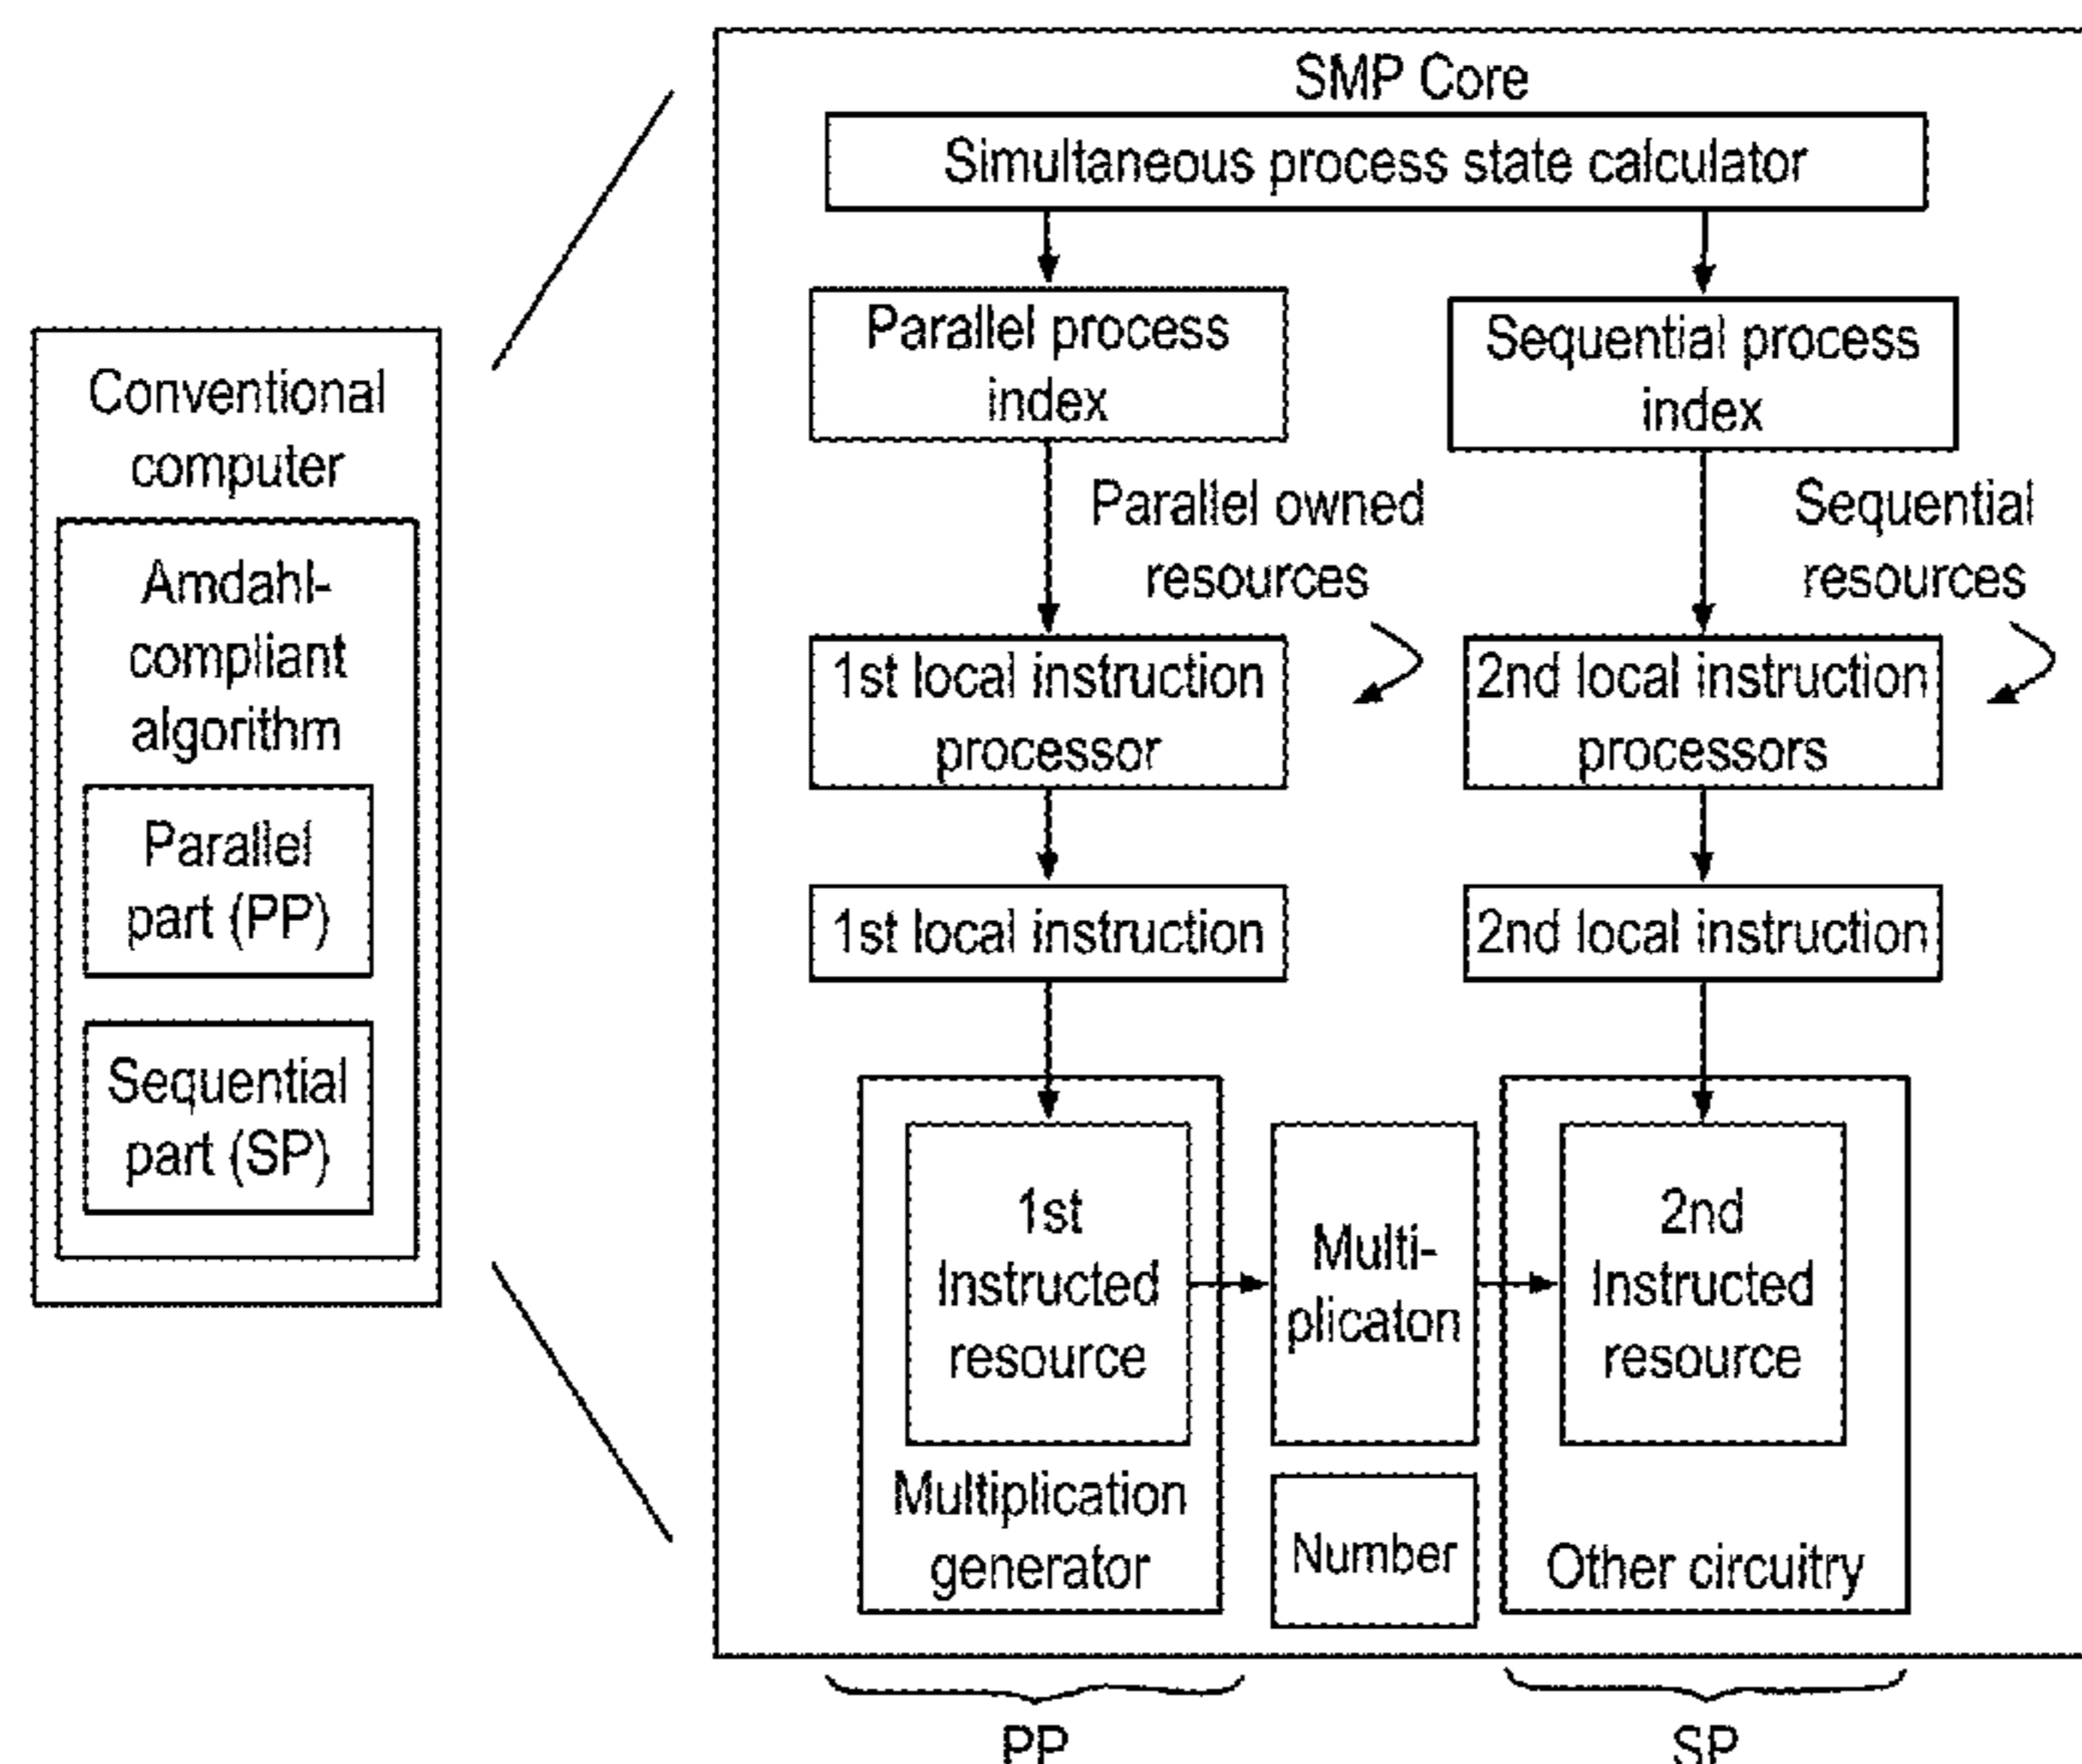 Conventional
computer
Amdahl-
compliant
algorithm
Parallel
part (PP)
Sequential
part (SP)
SMP Core
Simultaneous process state calculator
Parallel process
index
Sequential process
index
Parallel owned
resources
Sequential
resources
1st local instruction
processor
2nd local instruction
processors
1st local instruction
2nd local instruction
1st
Instructed
resource
Multiplication
generator
Multi-
plicaton
Number
2nd
Instructed
resource
Other circuitry
PP
SP